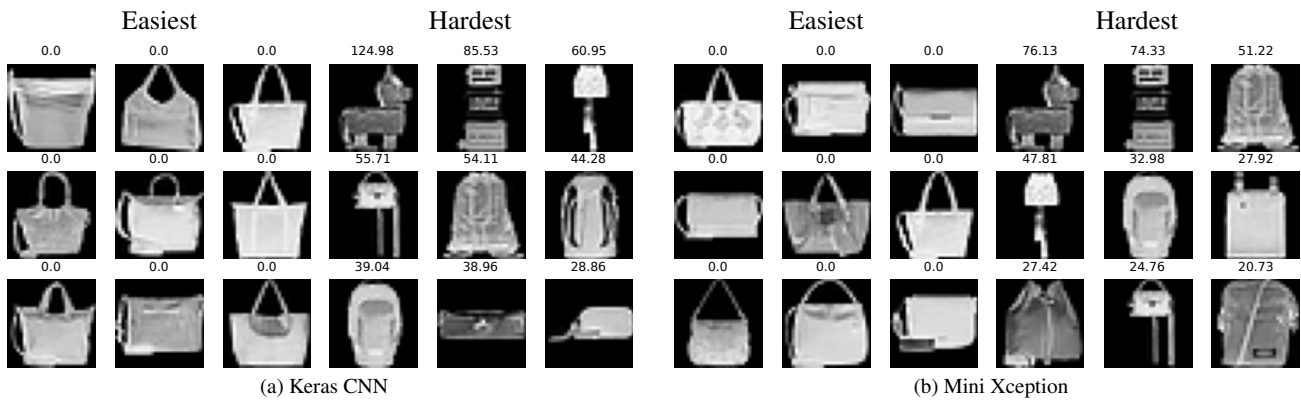 Easiest Hardest Easiest Hardest
0.0 0.0 0.0 124.98 85.53 60.95 0.0 0.0 0.0 76.13 74.33 51.22
0.0 0.0 0.0 55.71 54.11 44.28 0.0 0.0 0.0 47.81 32.98 27.92
0.0 0.0 0.0 39.04 38.96 28.86 0.0 0.0 0.0 27.42 24.76 20.73
(a) Keras CNN (b) Mini Xception